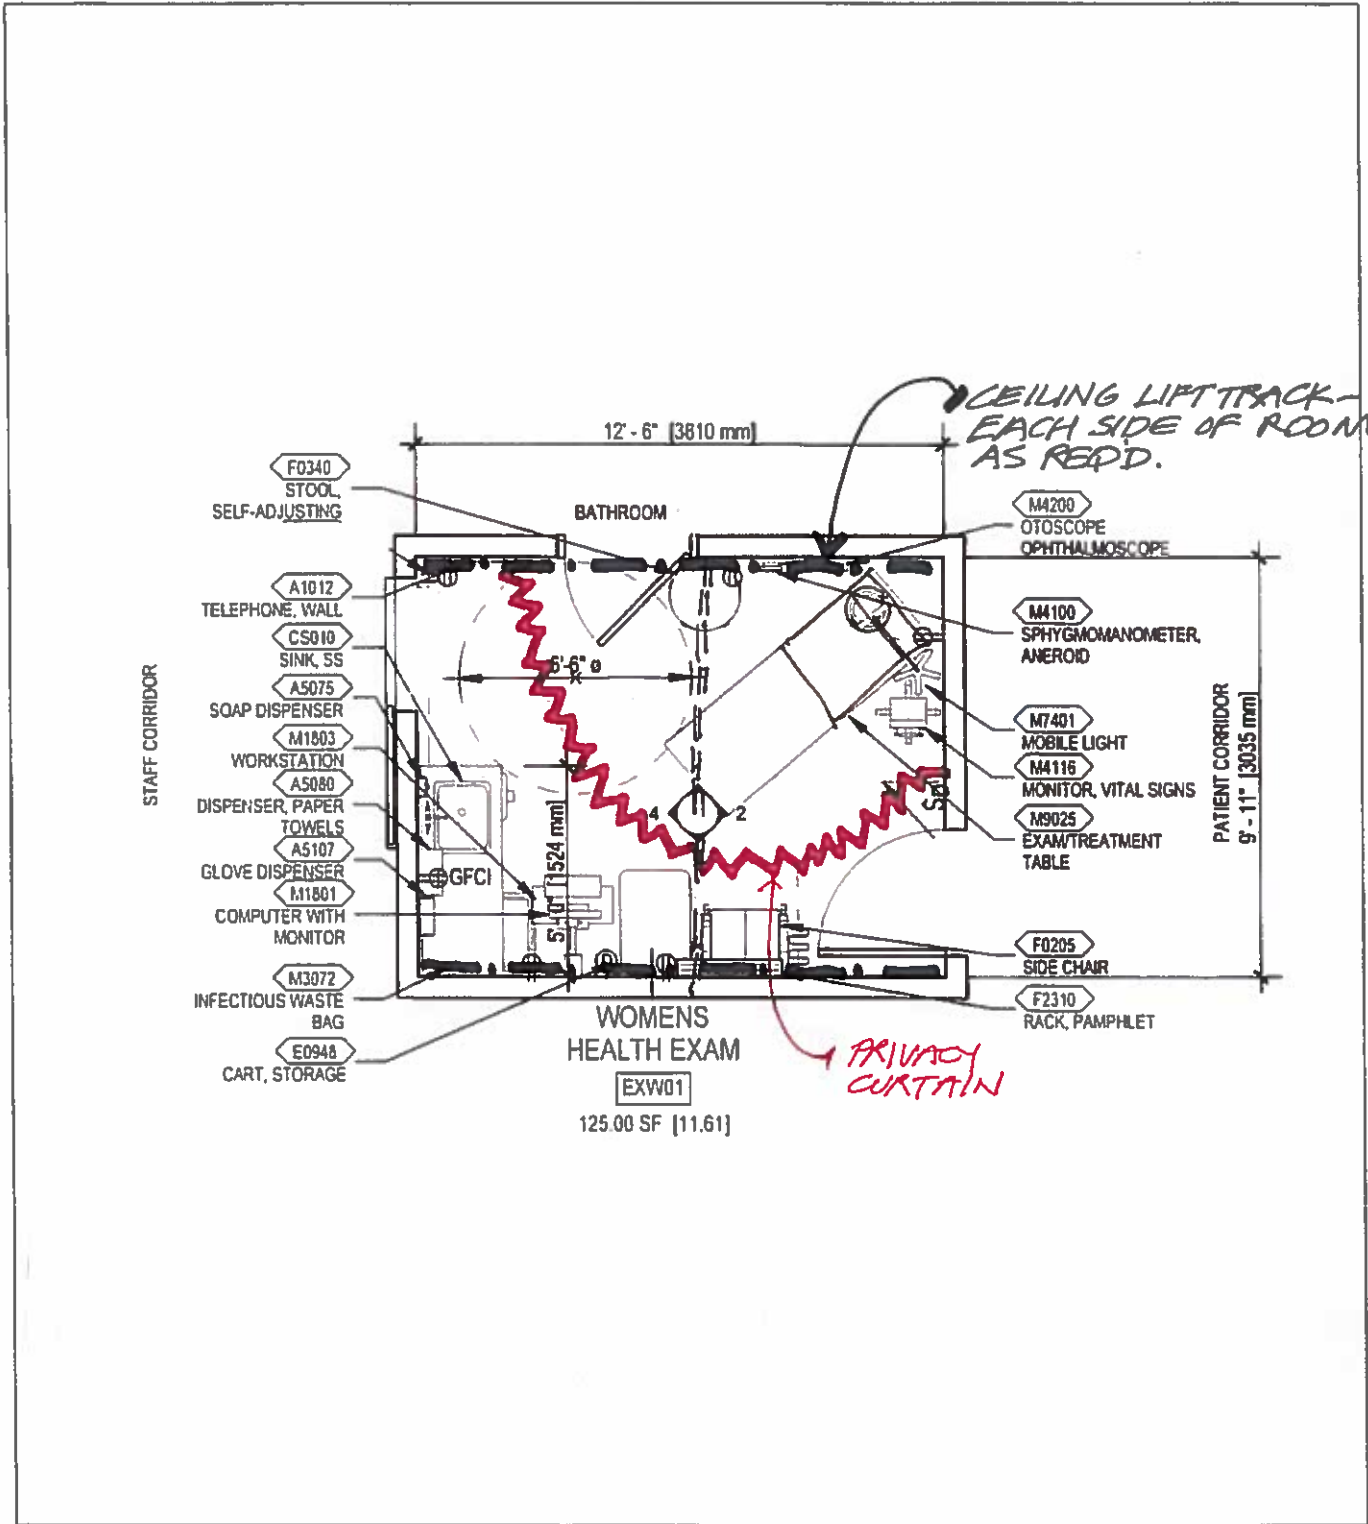 CEILING LIFT TRACK-
EACH SIDE OF ROOM
AS REQD.
12' - 6" [3810 mm]
F0340
STOOL,
SELF-ADJUSTING
BATHROOM
M4200
OTOSCOPE
OPHTHALMOSCOPE
A1012
TELEPHONE, WALL
M4100
SPHYGMOMANOMETER,
ANEROID
CS010
SINK, SS
STAFF CORRIDOR
A5075
SOAP DISPENSER
M1803
WORKSTATION
A5080
DISPENSER, PAPER
TOWELS
A5107
GLOVE DISPENSER
M1801
COMPUTER WITH
MONITOR
M3072
INFECTIOUS WASTE
BAG
E0948
CART, STORAGE
GFCI
5' - 0" [1524 mm]
4
2
M7401
MOBILE LIGHT
M4116
MONITOR, VITAL SIGNS
M9025
EXAM/TREATMENT
TABLE
PATIENT CORRIDOR
9' - 11" [3035 mm]
F0205
SIDE CHAIR
F2310
RACK, PAMPHLET
WOMENS
HEALTH EXAM
EXW01
125.00 SF [11.61]
PRIVACY
CURTAIN